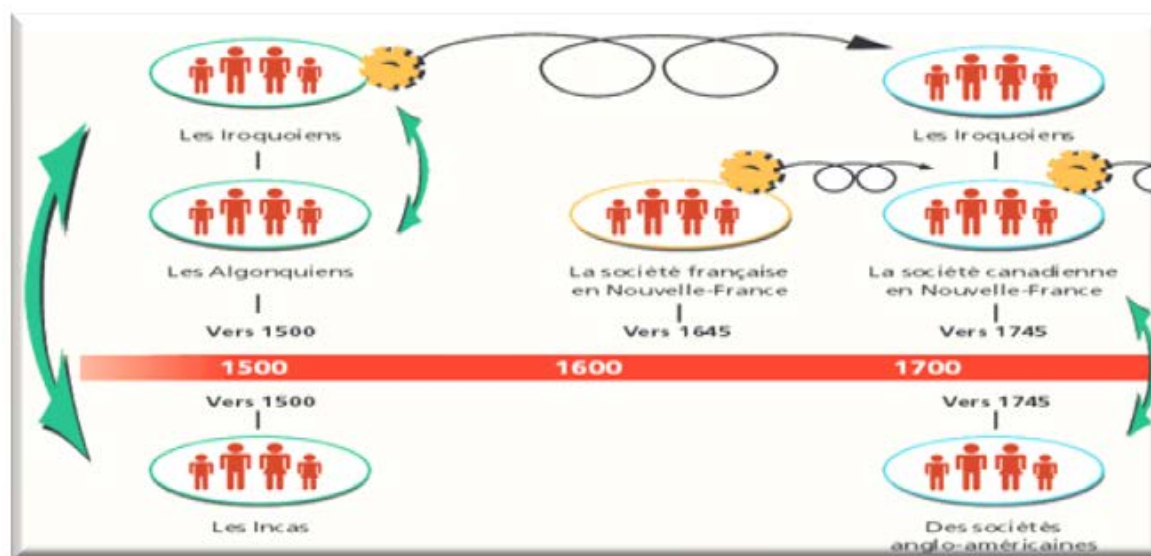 Les Iroquoiens
Les Iroquoiens
Les Algonquiens
La société française
en Nouvelle-France
La société canadienne
en Nouvelle-France
Vers 1500
Vers 1645
Vers 1745
1500
1600
1700
Vers 1500
Vers 1745
Les Incas
Des sociétés
anglo-américaines